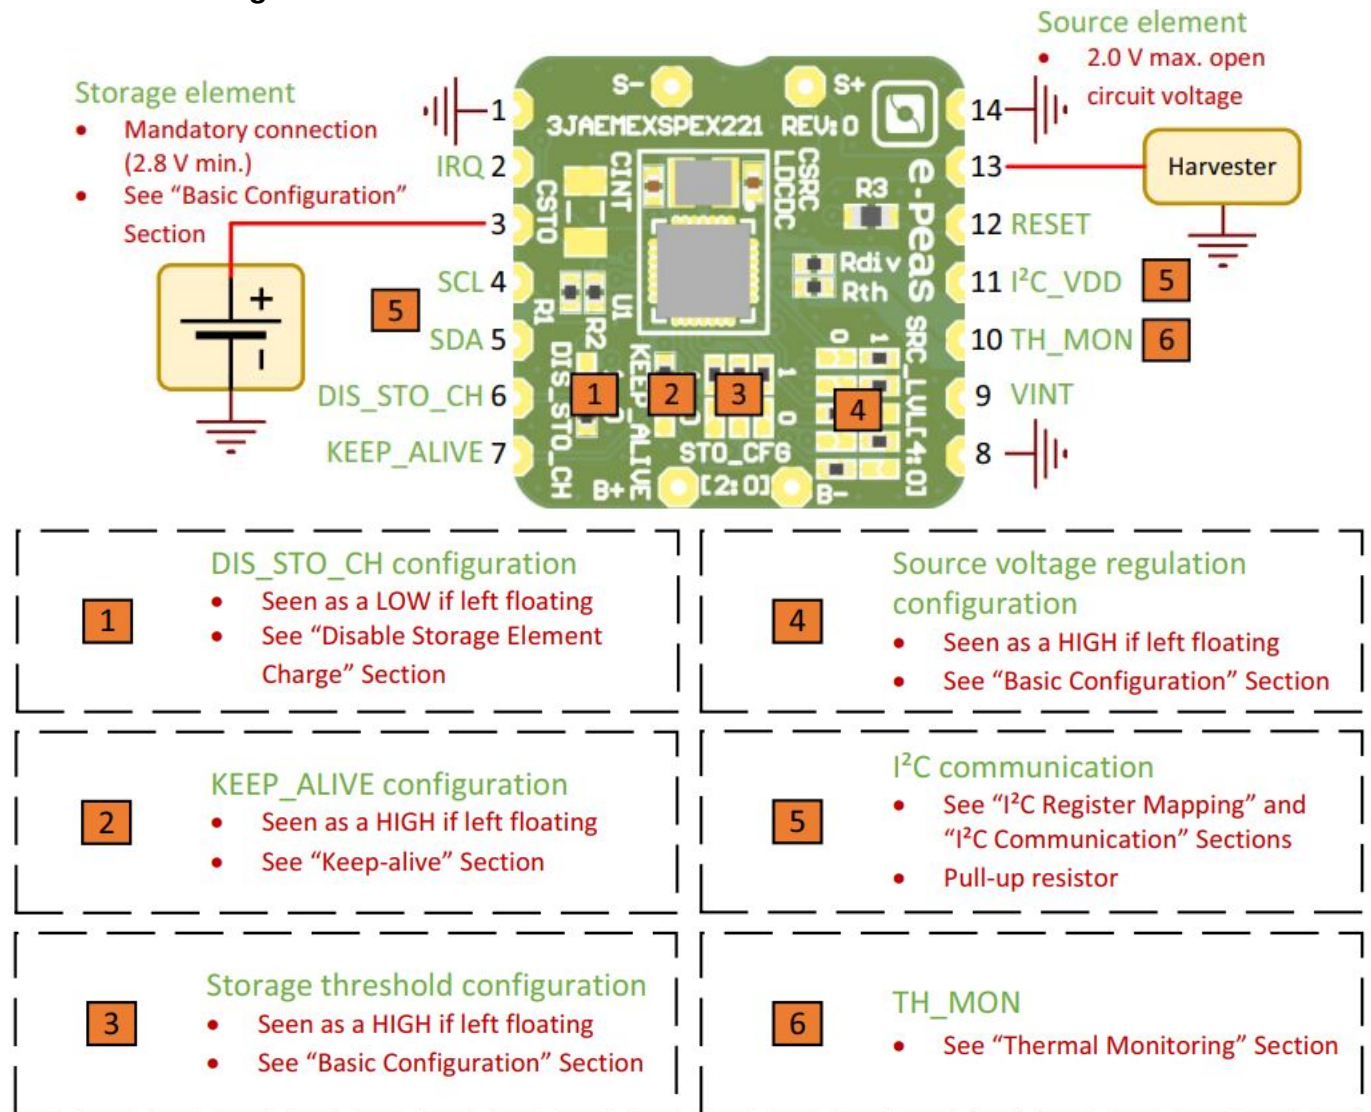 Source element
• 2.0 V max. open
circuit voltage
Storage element
• Mandatory connection
(2.8 V min.)
• See “Basic Configuration”
Section
1
IRQ 2
3
SCL 4
5
SDA 5
DIS_STO_CH 6
KEEP_ALIVE 7
+
−
S-
S+
3JAEMEXSPEX221 REV:0
CINT
CSTO
CSRC
LDCDC
R3
e-peas
Rdiv
Rth
R1
R2
U1
DIS_STO_CH
KEEP_ALIVE
1
2
3
4
1
0
0 1
STO_CFG
[2:0]
SRC_LVL[4:0]
B+
B-
14
13
Harvester
12 RESET
11 I²C_VDD 5
10 TH_MON 6
9 VINT
8
1
DIS_STO_CH configuration
• Seen as a LOW if left floating
• See “Disable Storage Element
Charge” Section
4
Source voltage regulation
configuration
• Seen as a HIGH if left floating
• See “Basic Configuration” Section
2
KEEP_ALIVE configuration
• Seen as a HIGH if left floating
• See “Keep-alive” Section
5
I²C communication
• See “I²C Register Mapping” and
“I²C Communication” Sections
• Pull-up resistor
3
Storage threshold configuration
• Seen as a HIGH if left floating
• See “Basic Configuration” Section
6
TH_MON
• See “Thermal Monitoring” Section